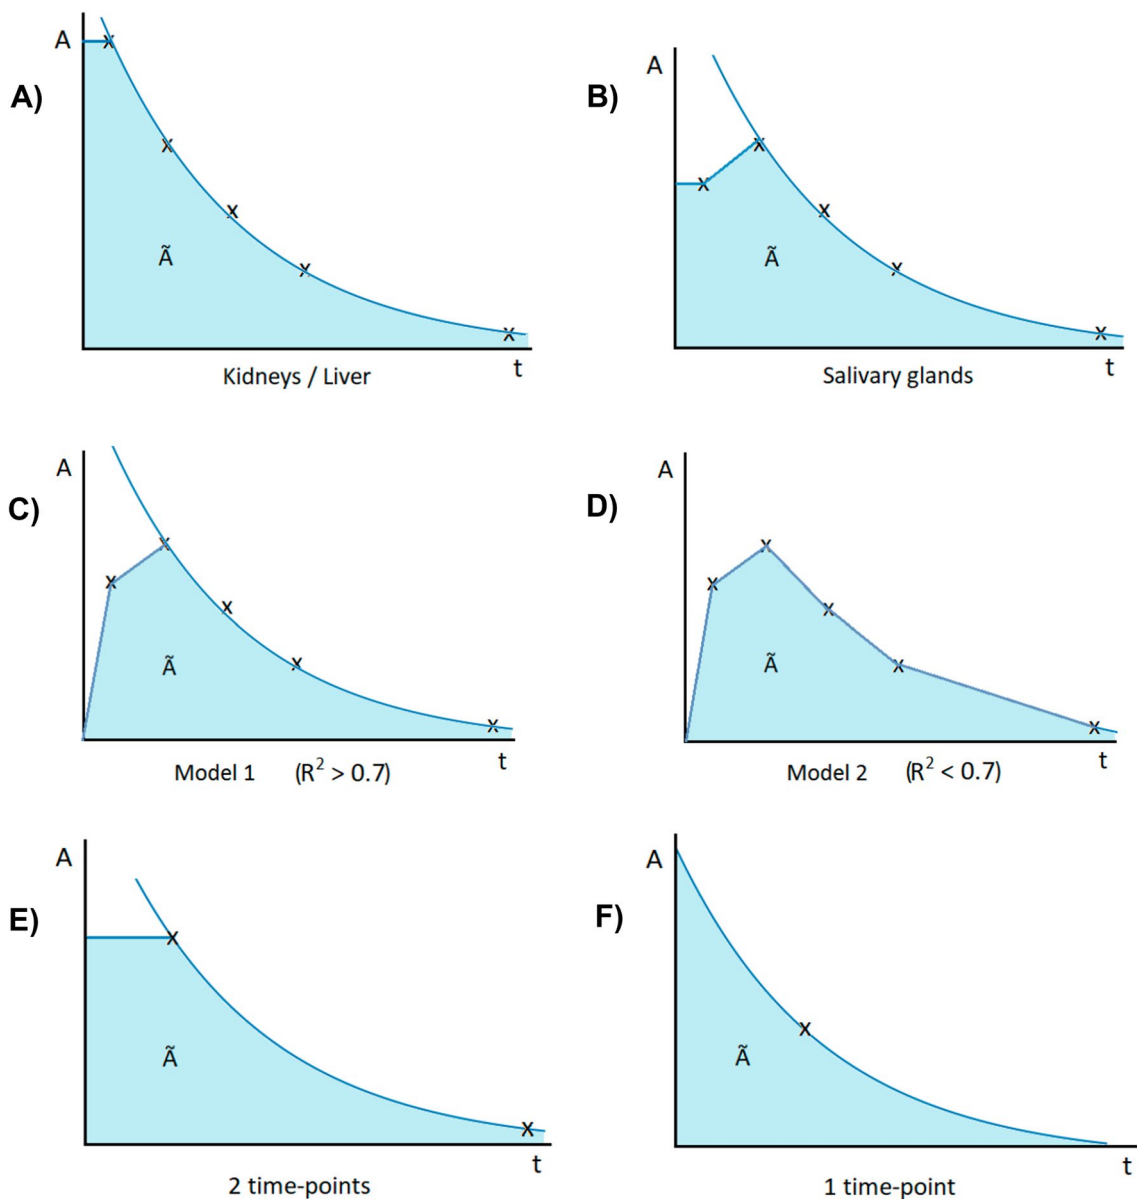 A
A)
Ã
t
Kidneys / Liver
A
B)
Ã
t
Salivary glands
A
C)
Ã
t
Model 1 (R² > 0.7)
A
D)
Ã
t
Model 2 (R² < 0.7)
A
E)
Ã
t
2 time-points
A
F)
Ã
t
1 time-point